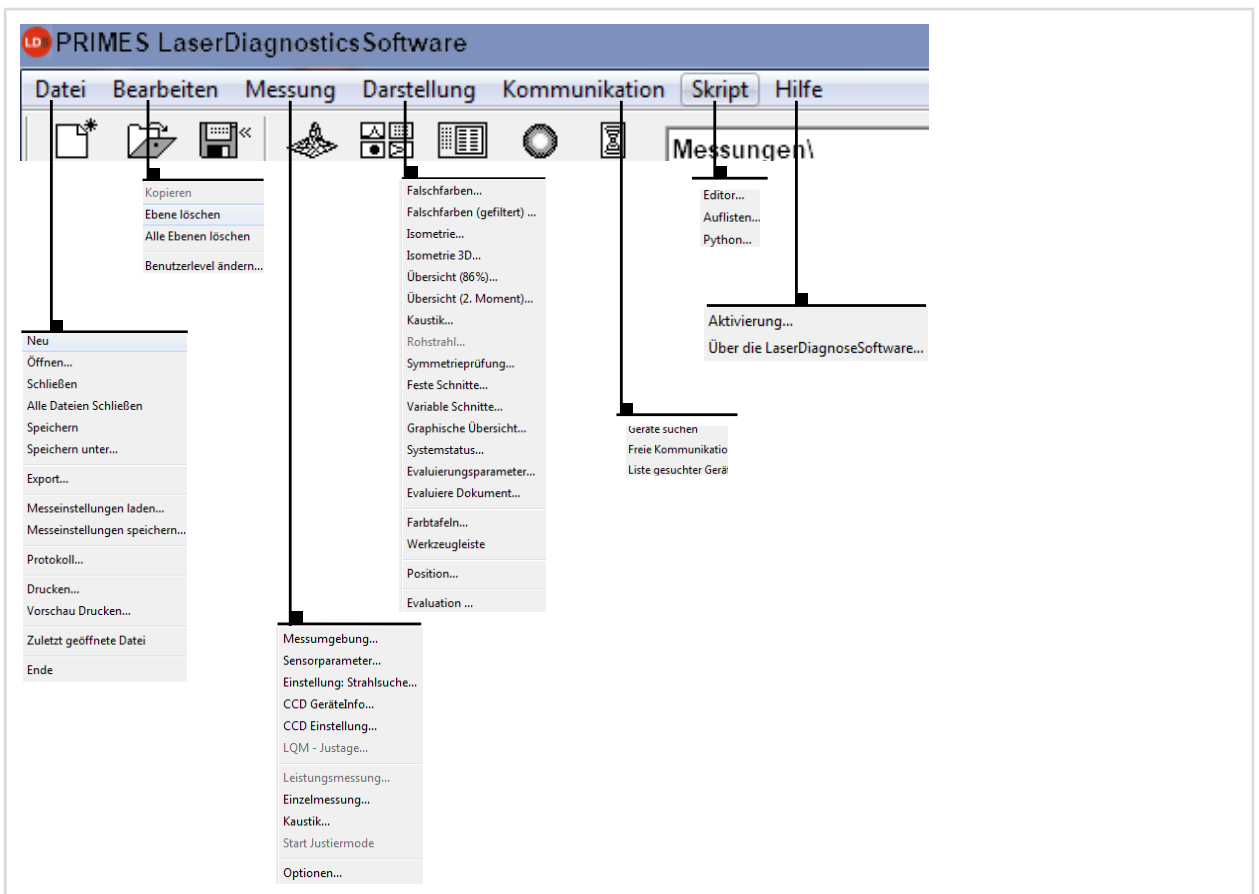 LDS PRIMES LaserDiagnosticsSoftware
Datei Bearbeiten Messung Darstellung Kommunikation Skript Hilfe
Messungen\
Kopieren
Ebene löschen
Alle Ebenen löschen
Benutzerlevel ändern...
Falschfarben...
Falschfarben (gefiltert) ...
Isometrie...
Isometrie 3D...
Übersicht (86%)...
Übersicht (2. Moment)...
Kaustik...
Rohstrahl...
Symmetrieprüfung...
Feste Schnitte...
Variable Schnitte...
Graphische Übersicht...
Systemstatus...
Evaluierungsparameter...
Evaluiere Dokument...
Farbtafeln...
Werkzeugleiste
Position...
Evaluation ...
Editor...
Auflisten...
Python...
Aktivierung...
Über die LaserDiagnoseSoftware...
Neu
Öffnen...
Schließen
Alle Dateien Schließen
Speichern
Speichern unter...
Export...
Messeinstellungen laden...
Messeinstellungen speichern...
Protokoll...
Drucken...
Vorschau Drucken...
Zuletzt geöffnete Datei
Ende
Geräte suchen
Freie Kommunikatio
Liste gesuchter Gerä
Messumgebung...
Sensorparameter...
Einstellung: Strahlsuche...
CCD GeräteInfo...
CCD Einstellung...
LQM - Justage...
Leistungsmessung...
Einzelmessung...
Kaustik...
Start Justiermode
Optionen...